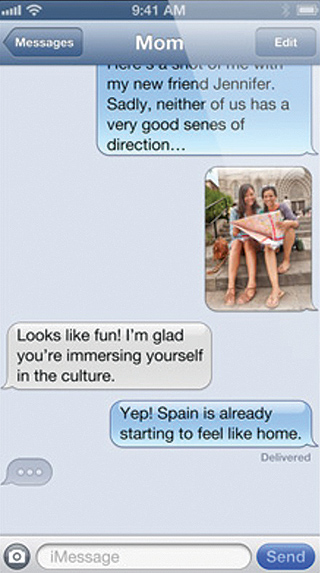 9:41 AM
Messages
Mom
Edit
Here's a shot of me with
my new friend Jennifer.
Sadly, neither of us has a
very good senes of
direction...
Looks like fun! I'm glad
you're immersing yourself
in the culture.
Yep! Spain is already
starting to feel like home.
Delivered
iMessage
Send